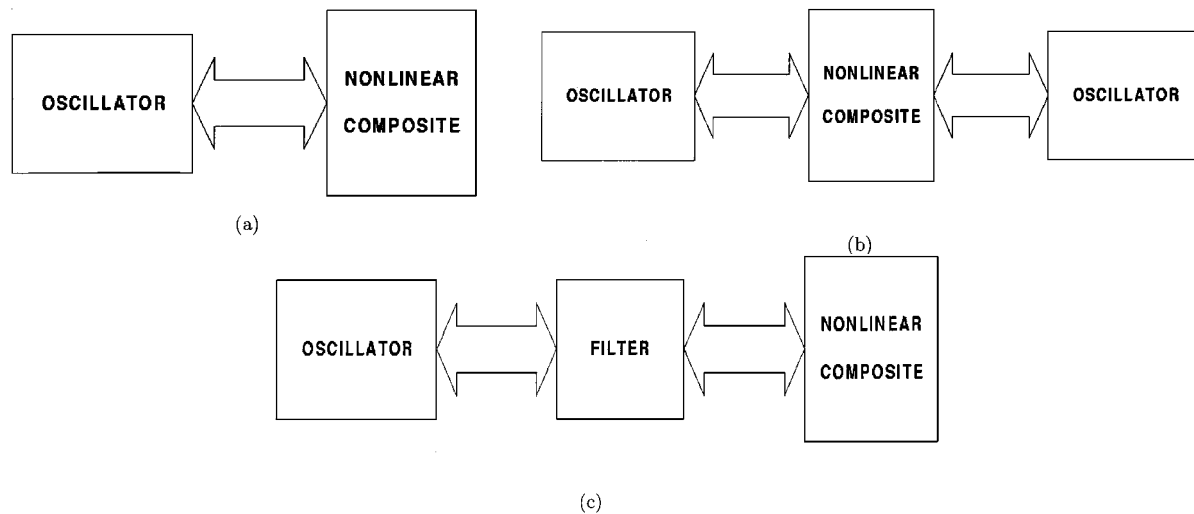 OSCILLATOR
NONLINEAR
COMPOSITE
(a)
OSCILLATOR
NONLINEAR
COMPOSITE
OSCILLATOR
(b)
OSCILLATOR
FILTER
NONLINEAR
COMPOSITE
(c)